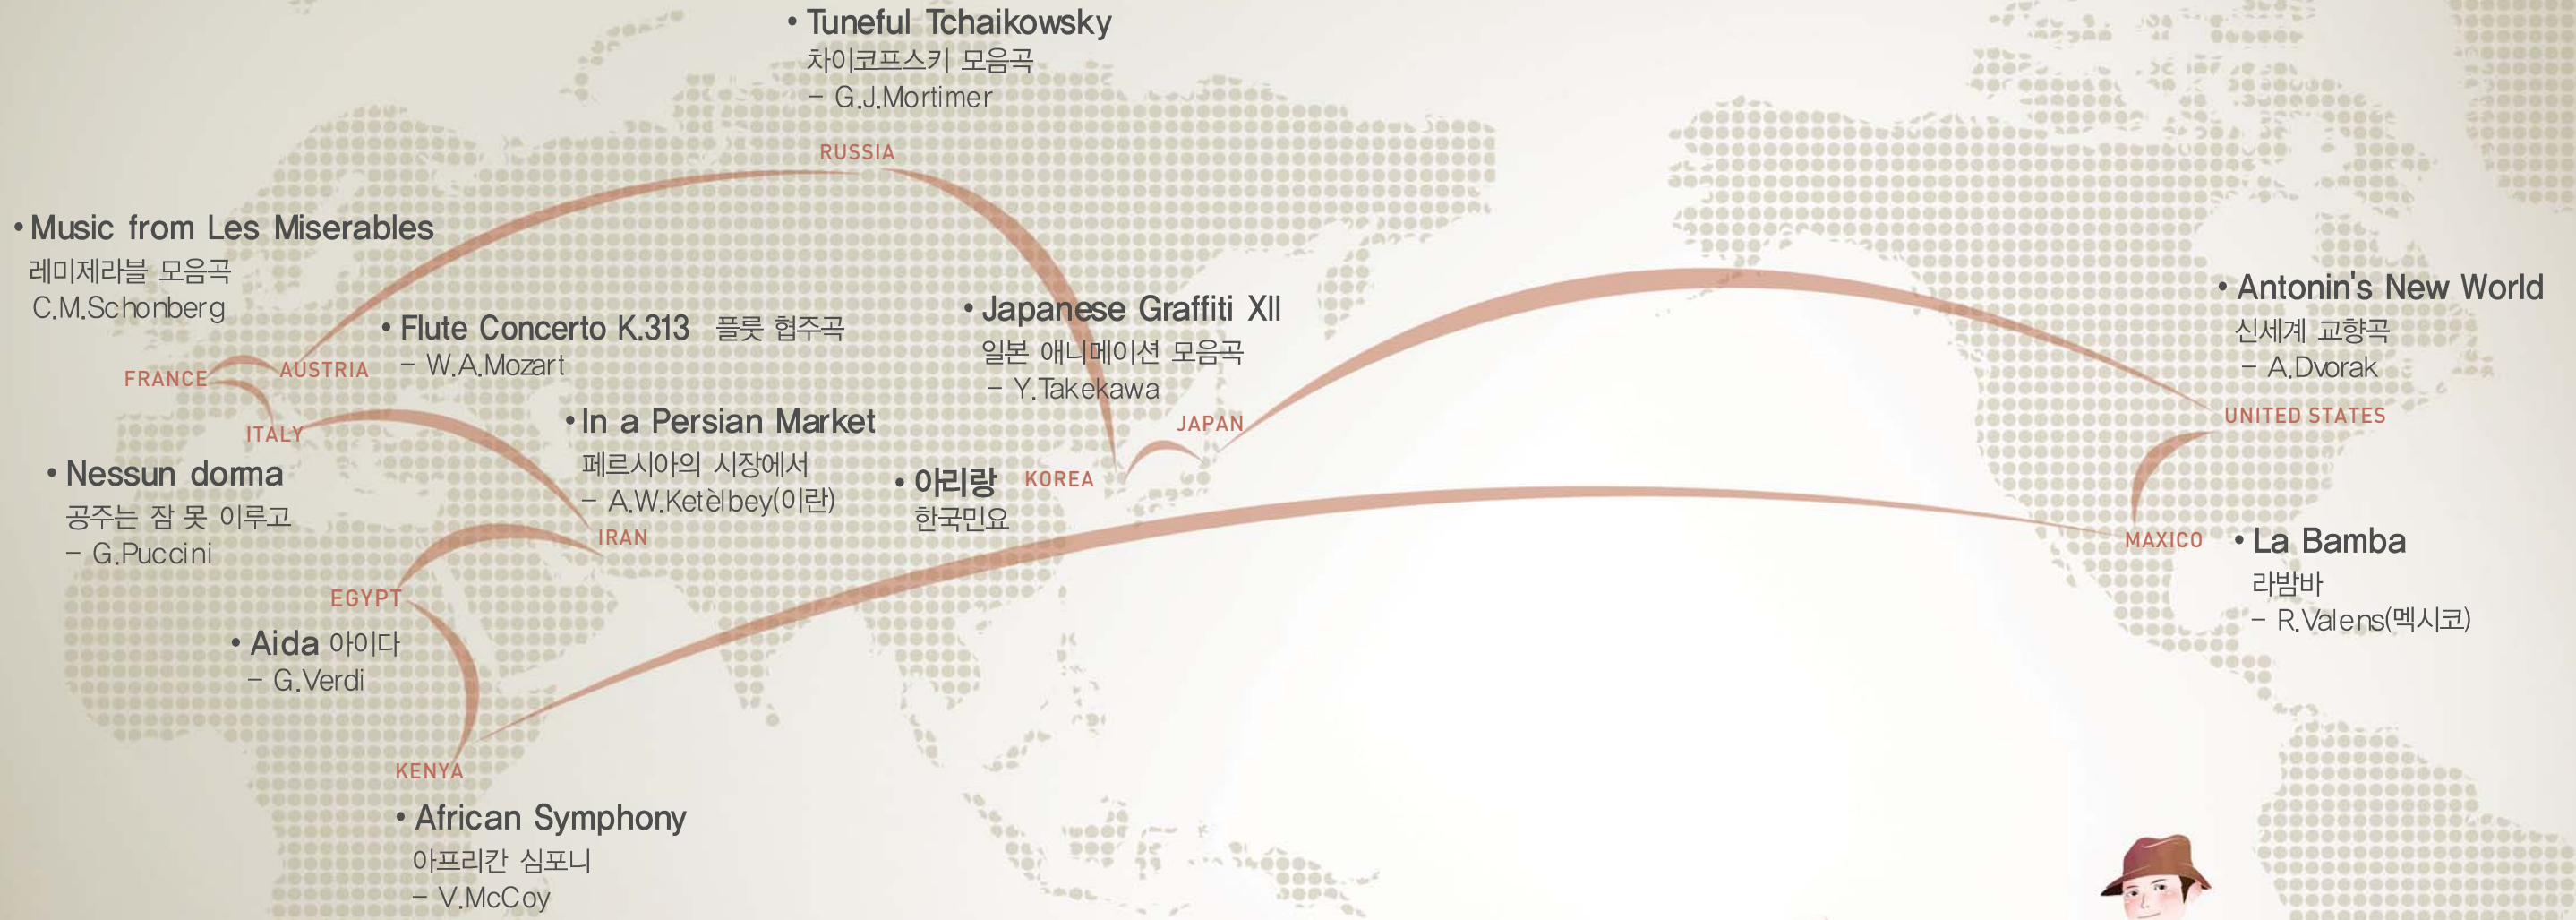 • Tuneful Tchaikowsky
차이코프스키 모음곡
- G.J.Mortimer
RUSSIA
• Music from Les Miserables
레미제라블 모음곡
C.M.Schonberg
FRANCE
• Flute Concerto K.313 플룻 협주곡
- W.A.Mozart
AUSTRIA
• Japanese Graffiti XII
일본 애니메이션 모음곡
- Y.Takekawa
JAPAN
• Antonin's New World
신세계 교향곡
- A.Dvorak
UNITED STATES
ITALY
• Nessun dorma
공주는 잠 못 이루고
- G.Puccini
• In a Persian Market
페르시아의 시장에서
- A.W.Ketèlbey(이란)
IRAN
• 아리랑
한국민요
KOREA
MAXICO
• La Bamba
라밤바
- R.Valens(멕시코)
EGYPT
• Aida 아이다
- G.Verdi
KENYA
• African Symphony
아프리칸 심포니
- V.McCoy